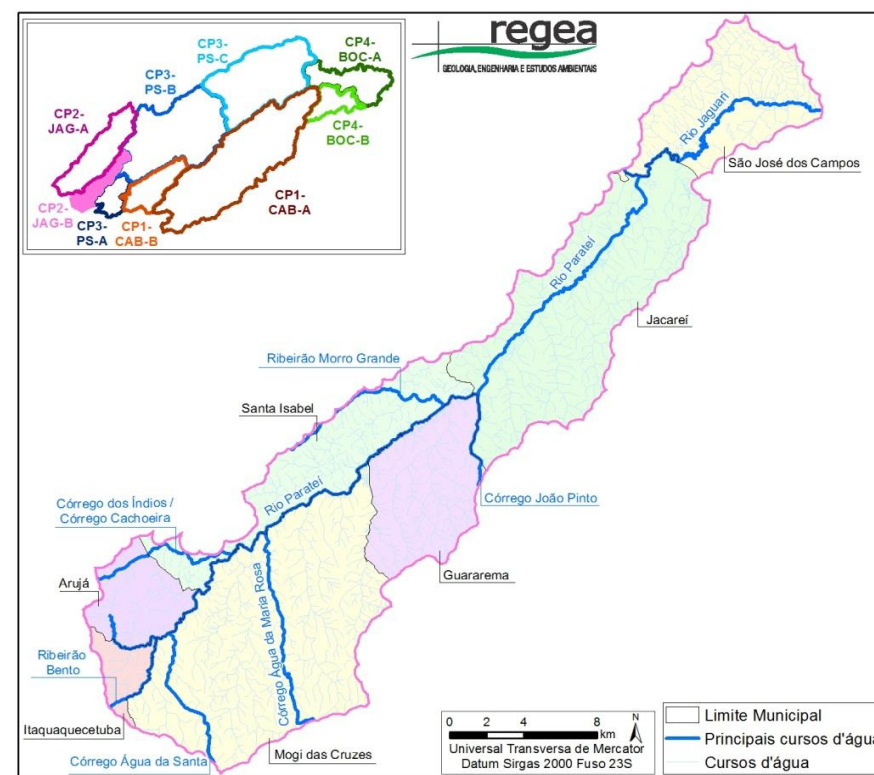 CP3-
PS-C
CP4-
BOC-A
CP3-
PS-B
CP2-
JAG-A
CP4-
BOC-B
CP1-
CAB-A
CP2-
JAG-B
CP3-
PS-A
CP1-
CAB-B
regea
GEOLOGIA, ENGENHARIA E ESTUDOS AMBIENTAIS
Rio Jaguari
São José dos Campos
Rio Parateí
Jacareí
Ribeirão Morro Grande
Santa Isabel
Rio Parateí
Córrego João Pinto
Córrego dos Índios /
Córrego Cachoeira
Guararema
Arujá
Córrego Água da Maria Rosa
Ribeirão
Bento
Itaquaquecetuba
Mogi das Cruzes
Córrego Água da Santa
0 2 4 8
km
N
Universal Transversa de Mercator
Datum Sirgas 2000 Fuso 23S
Limite Municipal
Principais cursos d'água
Cursos d'água